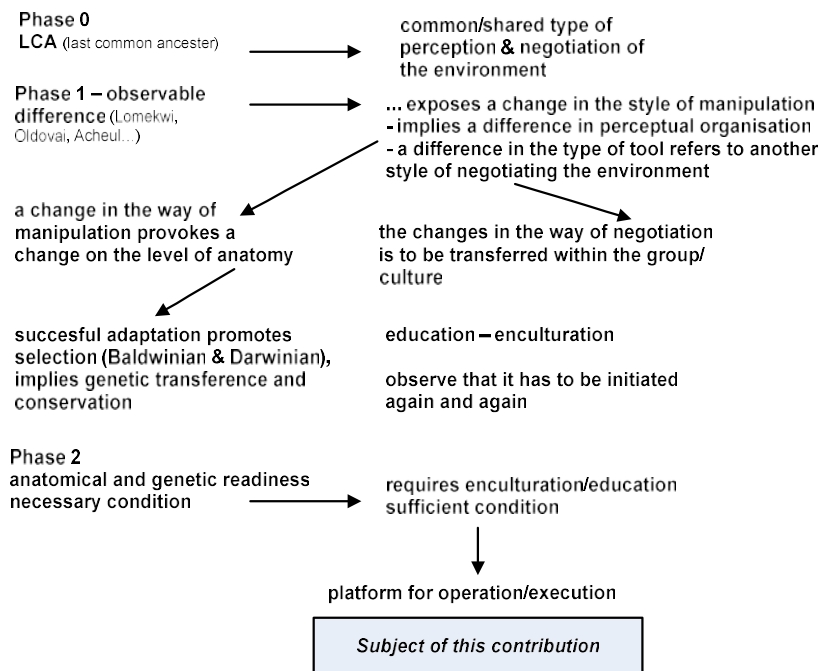 Phase 0
LCA (last common ancester)
common/shared type of
perception & negotiation of
the environment
Phase 1 – observable
difference (Lomekwi,
Oldovai, Acheul...)
... exposes a change in the style of manipulation
- implies a difference in perceptual organisation
- a difference in the type of tool refers to another
style of negotiating the environment
a change in the way of
manipulation provokes a
change on the level of anatomy
the changes in the way of negotiation
is to be transferred within the group/
culture
succesful adaptation promotes
selection (Baldwinian & Darwinian),
implies genetic transference and
conservation
education – enculturation
observe that it has to be initiated
again and again
Phase 2
anatomical and genetic readiness
necessary condition
requires enculturation/education
sufficient condition
platform for operation/execution
Subject of this contribution